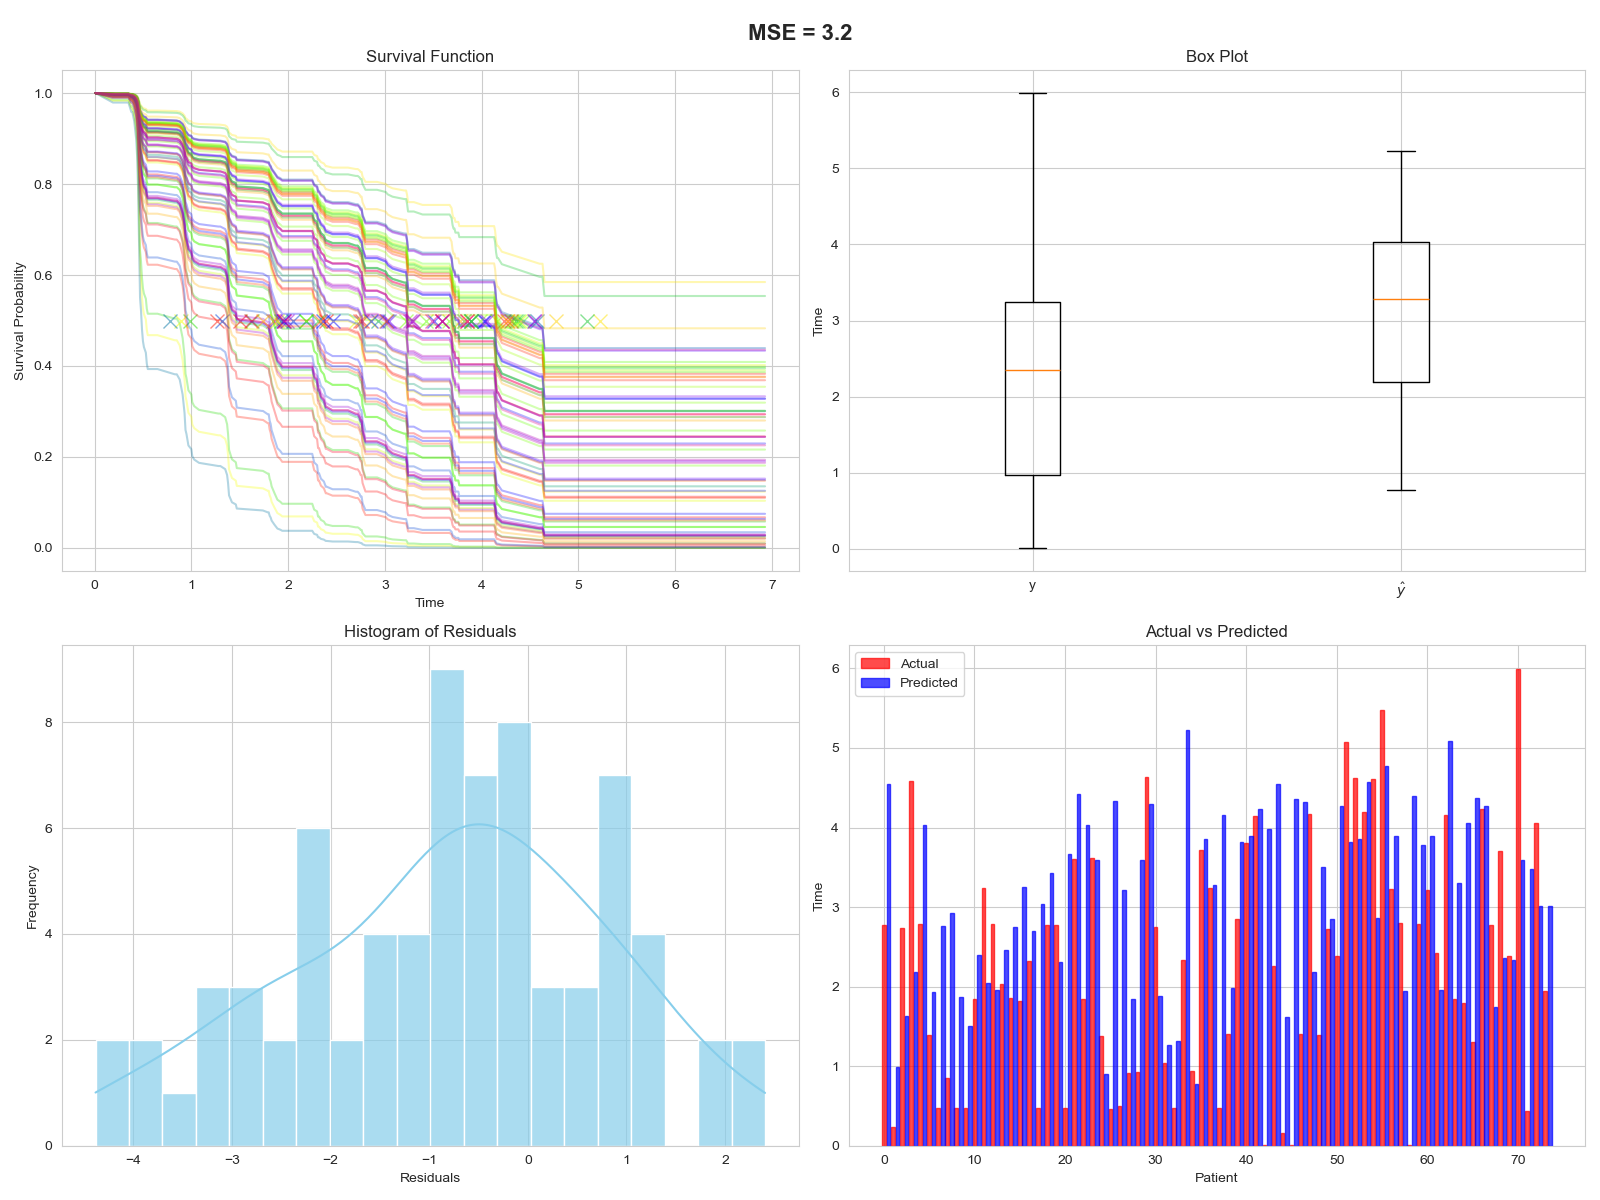 MSE = 3.2
Survival Function
Survival Probability
1.0
0.8
0.6
0.4
0.2
0.0
0 1 2 3 4 5 6 7
Time
Box Plot
Time
6
5
4
3
2
1
0
y ŷ
Histogram of Residuals
Frequency
8
6
4
2
0
−4 −3 −2 −1 0 1 2
Residuals
Actual vs Predicted
Actual
Predicted
Time
6
5
4
3
2
1
0
0 10 20 30 40 50 60 70
Patient